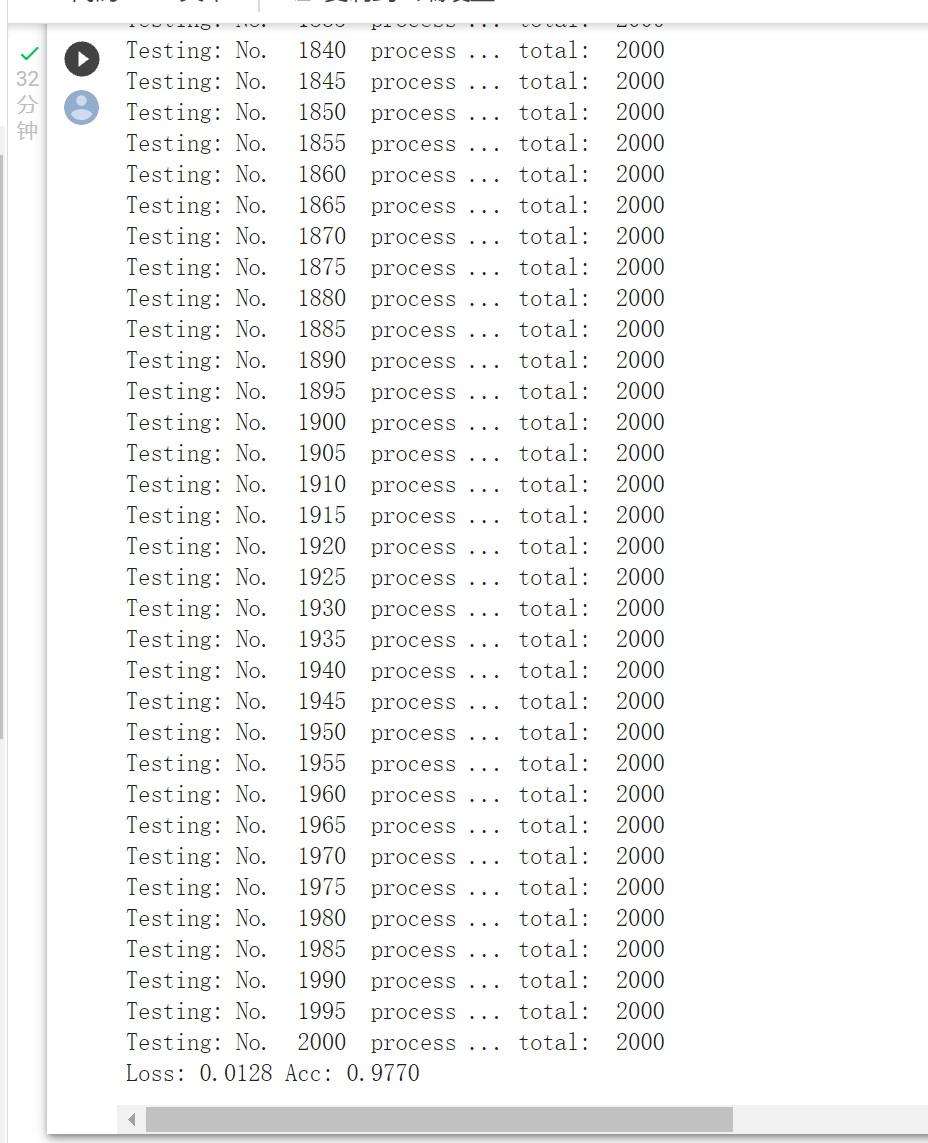 32
分
钟
Testing: No. 1840 process ... total: 2000
Testing: No. 1845 process ... total: 2000
Testing: No. 1850 process ... total: 2000
Testing: No. 1855 process ... total: 2000
Testing: No. 1860 process ... total: 2000
Testing: No. 1865 process ... total: 2000
Testing: No. 1870 process ... total: 2000
Testing: No. 1875 process ... total: 2000
Testing: No. 1880 process ... total: 2000
Testing: No. 1885 process ... total: 2000
Testing: No. 1890 process ... total: 2000
Testing: No. 1895 process ... total: 2000
Testing: No. 1900 process ... total: 2000
Testing: No. 1905 process ... total: 2000
Testing: No. 1910 process ... total: 2000
Testing: No. 1915 process ... total: 2000
Testing: No. 1920 process ... total: 2000
Testing: No. 1925 process ... total: 2000
Testing: No. 1930 process ... total: 2000
Testing: No. 1935 process ... total: 2000
Testing: No. 1940 process ... total: 2000
Testing: No. 1945 process ... total: 2000
Testing: No. 1950 process ... total: 2000
Testing: No. 1955 process ... total: 2000
Testing: No. 1960 process ... total: 2000
Testing: No. 1965 process ... total: 2000
Testing: No. 1970 process ... total: 2000
Testing: No. 1975 process ... total: 2000
Testing: No. 1980 process ... total: 2000
Testing: No. 1985 process ... total: 2000
Testing: No. 1990 process ... total: 2000
Testing: No. 1995 process ... total: 2000
Testing: No. 2000 process ... total: 2000
Loss: 0.0128 Acc: 0.9770